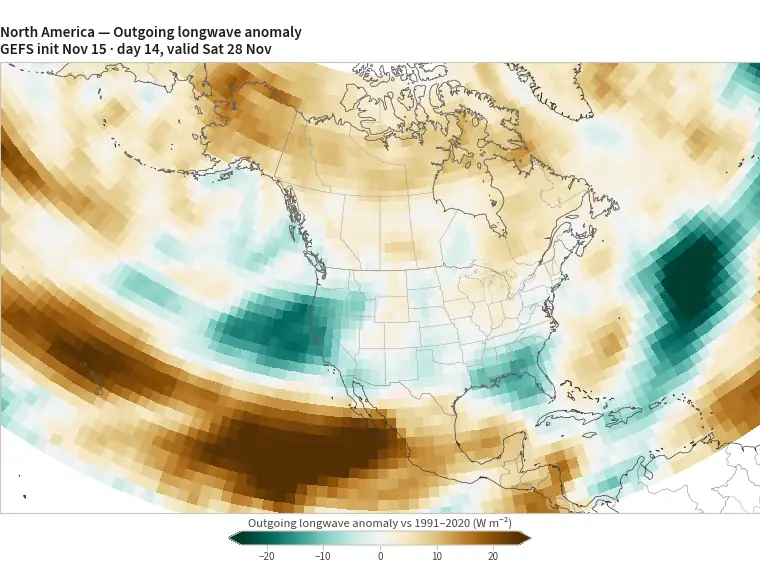 North America — Outgoing longwave anomaly
GEFS init Nov 15 · day 14, valid Sat 28 Nov
Outgoing longwave anomaly vs 1991–2020 (W m⁻²)
−20 −10 0 10 20